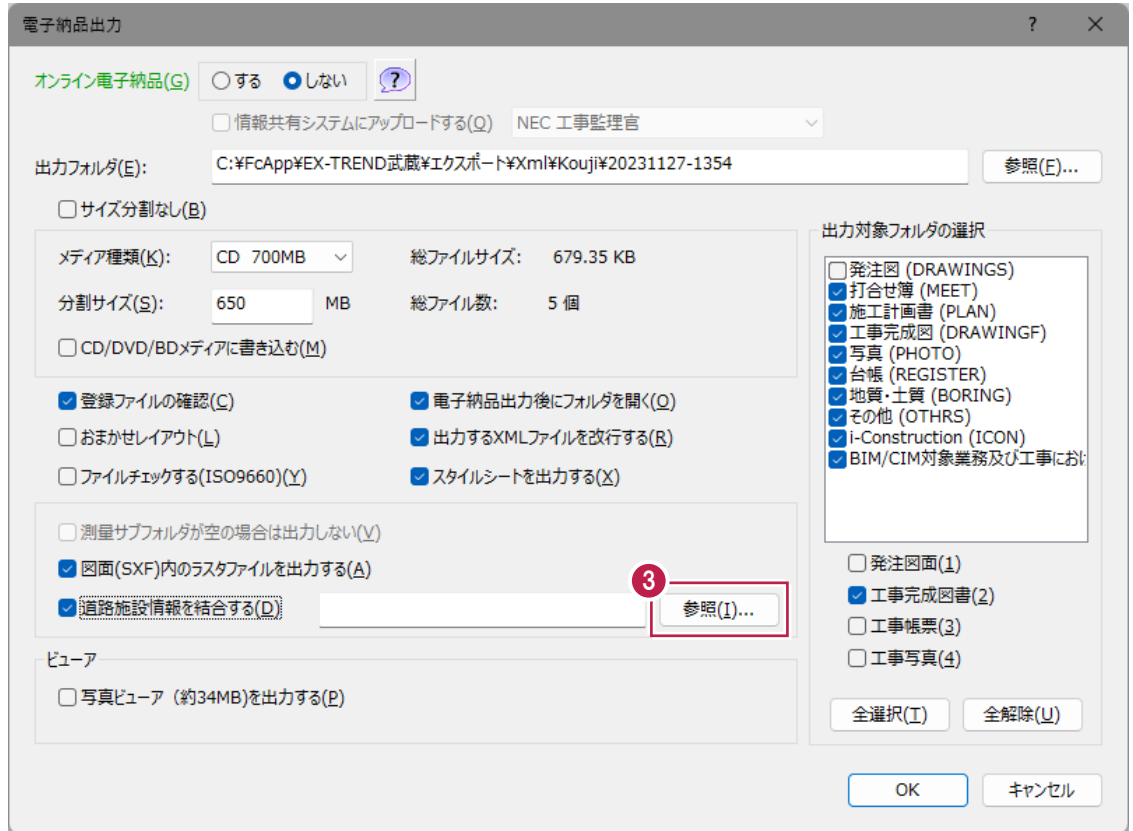 電子納品出力
?
オンライン電子納品(G) する しない ?
情報共有システムにアップロードする(Q) NEC 工事監理官
出力フォルダ(E): C:¥FcApp¥EX-TREND武蔵¥エクスポート¥Xml¥Kouji¥20231127-1354 参照(F)...
サイズ分割なし(B)
メディア種類(K): CD 700MB 総ファイルサイズ: 679.35 KB
分割サイズ(S): 650 MB 総ファイル数: 5 個
CD/DVD/BDメディアに書き込む(M)
登録ファイルの確認(C) 電子納品出力後にフォルダを開く(O)
おまかせレイアウト(L) 出力するXMLファイルを改行する(R)
ファイルチェックする(ISO9660)(Y) スタイルシートを出力する(X)
測量サブフォルダが空の場合は出力しない(V)
図面(SXF)内のラスタファイルを出力する(A)
3
道路施設情報を結合する(D) 参照(I)...
ビューア
写真ビューア (約34MB)を出力する(P)
出力対象フォルダの選択
発注図 (DRAWINGS)
打合せ簿 (MEET)
施工計画書 (PLAN)
工事完成図 (DRAWINGF)
写真 (PHOTO)
台帳 (REGISTER)
地質・土質 (BORING)
その他 (OTHRS)
i-Construction (ICON)
BIM/CIM対象業務及び工事におけ
発注図面(1)
工事完成図書(2)
工事帳票(3)
工事写真(4)
全選択(T) 全解除(U)
OK キャンセル